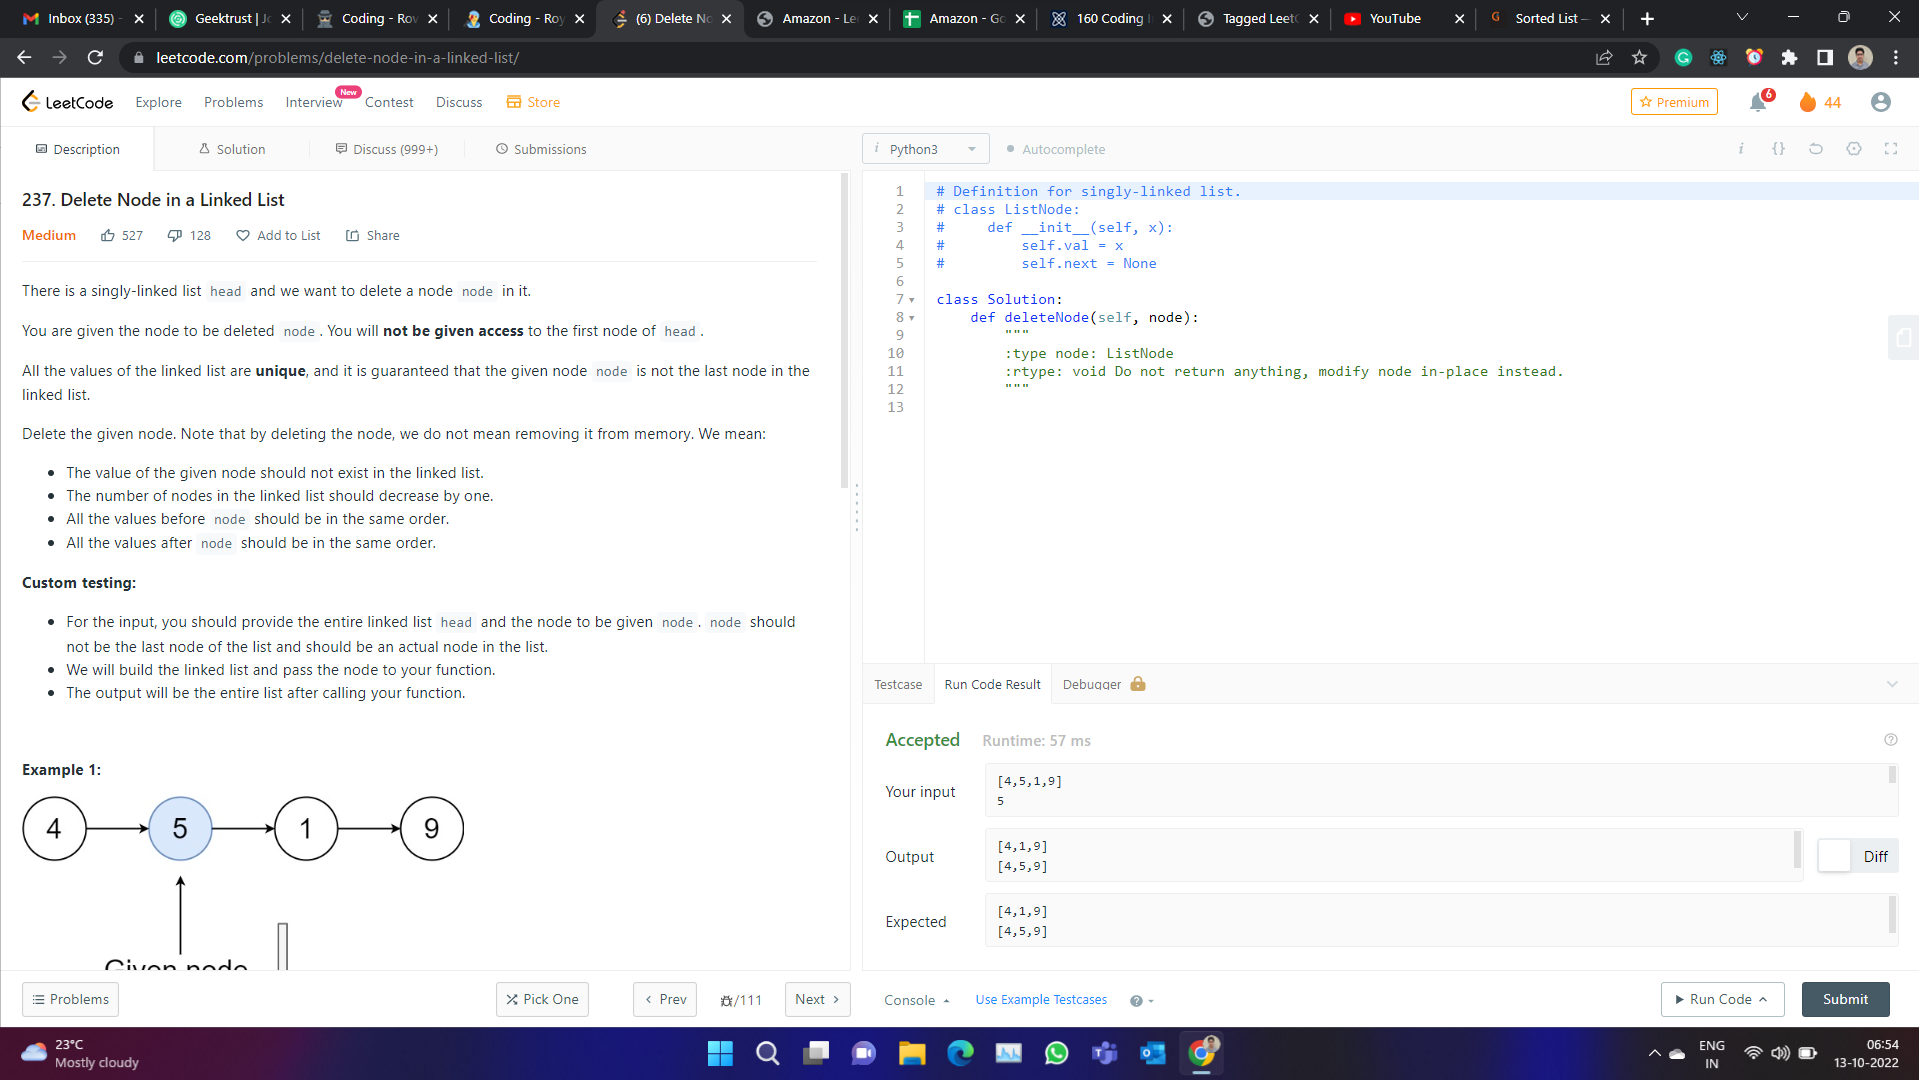 Inbox (335) -
Geektrust | Jo
Coding - Rov
Coding - Roy
(6) Delete No
Amazon - Le
Amazon - Go
160 Coding I
Tagged Leet
YouTube
Sorted List –
leetcode.com/problems/delete-node-in-a-linked-list/
LeetCode
Explore
Problems
Interview
New
Contest
Discuss
Store
Premium
6
44
Description
Solution
Discuss (999+)
Submissions
i Python3
Autocomplete
i {}
237. Delete Node in a Linked List
Medium 527 128 Add to List Share
There is a singly-linked list head and we want to delete a node node in it.
You are given the node to be deleted node. You will not be given access to the first node of head.
All the values of the linked list are unique, and it is guaranteed that the given node node is not the last node in the
linked list.
Delete the given node. Note that by deleting the node, we do not mean removing it from memory. We mean:
• The value of the given node should not exist in the linked list.
• The number of nodes in the linked list should decrease by one.
• All the values before node should be in the same order.
• All the values after node should be in the same order.
Custom testing:
• For the input, you should provide the entire linked list head and the node to be given node. node should
not be the last node of the list and should be an actual node in the list.
• We will build the linked list and pass the node to your function.
• The output will be the entire list after calling your function.
Example 1:
4 5 1 9
Given node
1 # Definition for singly-linked list.
2 # class ListNode:
3 #     def __init__(self, x):
4 #         self.val = x
5 #         self.next = None
6
7 class Solution:
8     def deleteNode(self, node):
9         """
10         :type node: ListNode
11         :rtype: void Do not return anything, modify node in-place instead.
12         """
13
Testcase
Run Code Result
Debugger
Accepted
Runtime: 57 ms
Your input
[4,5,1,9]
5
Output
[4,1,9]
[4,5,9]
Diff
Expected
[4,1,9]
[4,5,9]
Problems
Pick One
Prev
/111
Next
Console
Use Example Testcases
Run Code
Submit
23°C
Mostly cloudy
ENG
IN
06:54
13-10-2022